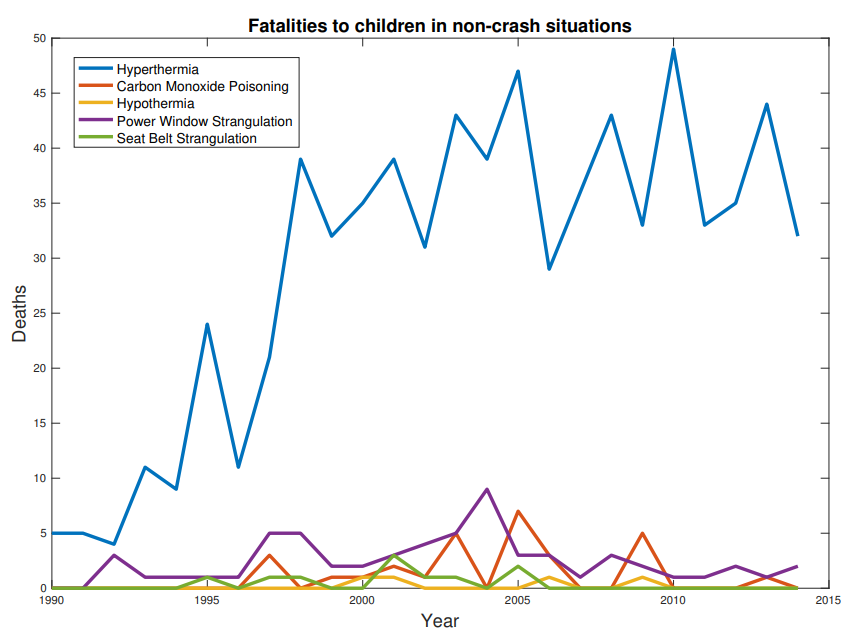 Fatalities to children in non-crash situations
50
45
40
35
30
25
20
15
10
5
0
Deaths
Hyperthermia
Carbon Monoxide Poisoning
Hypothermia
Power Window Strangulation
Seat Belt Strangulation
1990
1995
2000
2005
2010
2015
Year